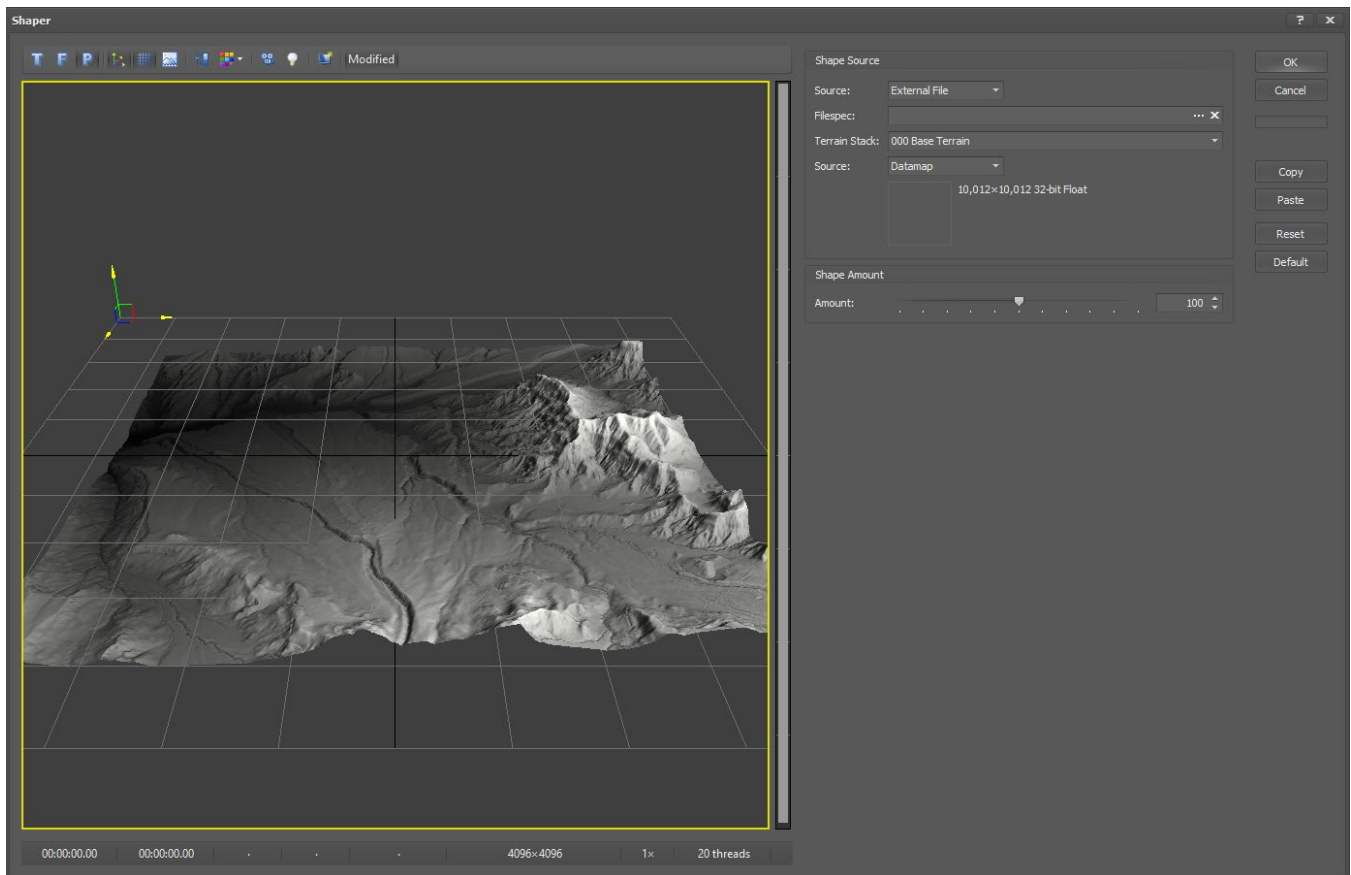 Shaper
? ×
T F P Modified
Shape Source
Source: External File
Filespec: ... ×
Terrain Stack: 000 Base Terrain
Source: Datamap
10,012×10,012 32-bit Float
Shape Amount
Amount: 100
OK
Cancel
Copy
Paste
Reset
Default
00:00:00.00 00:00:00.00 . . . 4096×4096 1× 20 threads